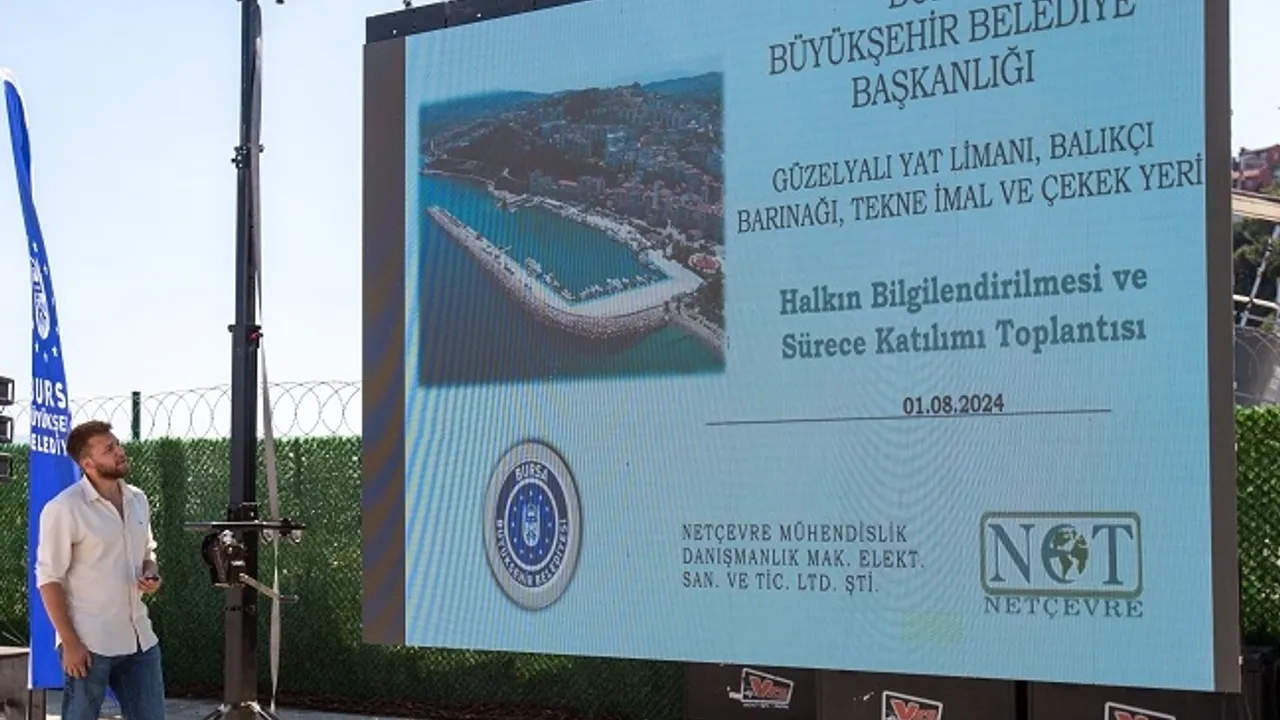 BÜYÜKŞEHİR BELEDİYE
BAŞKANLIĞI
GÜZELYALI YAT LİMANI, BALIKÇI
BARINAĞI, TEKNE İMAL VE ÇEKEK YERİ
Halkın Bilgilendirilmesi ve
Sürece Katılımı Toplantısı
01.08.2024
BURSA
BÜYÜKŞEHİR BELEDİYESİ
NETÇEVRE MÜHENDİSLİK
DANIŞMANLIK MAK. ELEKT.
SAN. VE TİC. LTD. ŞTİ.
NET
NETÇEVRE